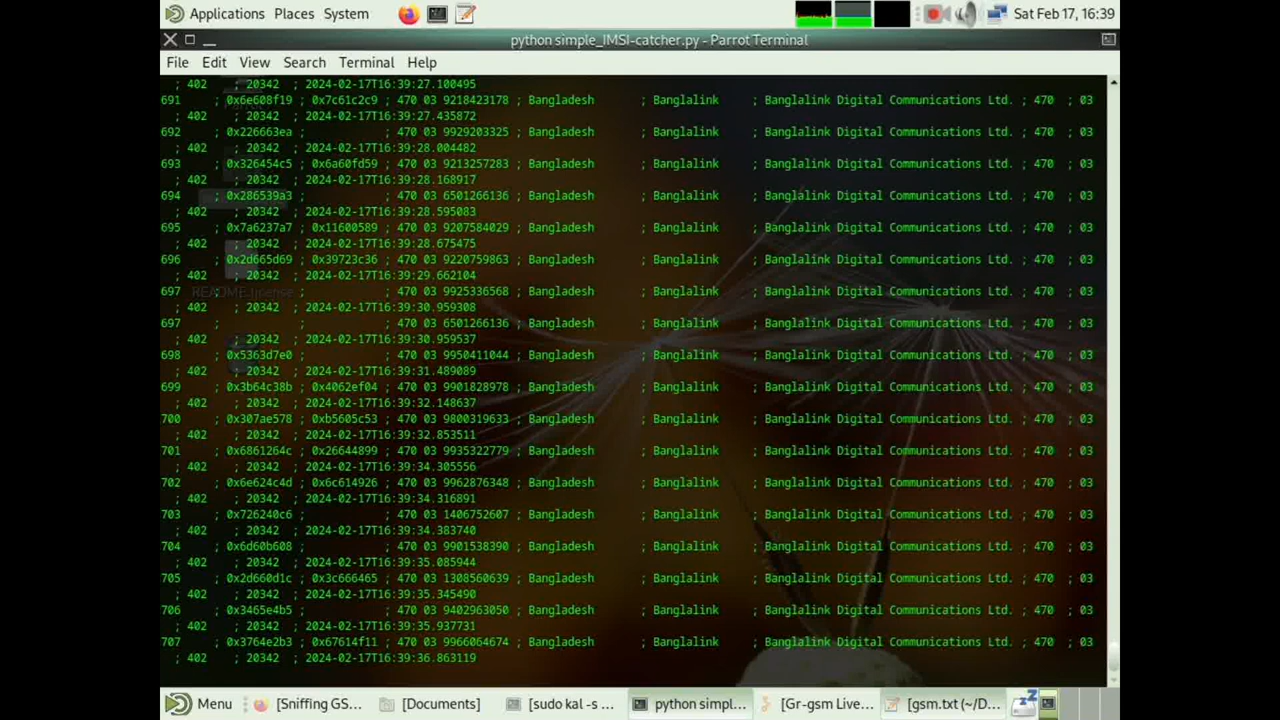 Applications Places System
Sat Feb 17, 16:39
python simple_IMSI-catcher.py - Parrot Terminal
File Edit View Search Terminal Help
; 402 ; 20342 ; 2024-02-17T16:39:27.100495
691 ; 0x6e608f19 ; 0x7c61c2c9 ; 470 03 9218423178 ; Bangladesh ; Banglalink ; Banglalink Digital Communications Ltd. ; 470 ; 03
; 402 ; 20342 ; 2024-02-17T16:39:27.435872
692 ; 0x226663ea ; ; 470 03 9929203325 ; Bangladesh ; Banglalink ; Banglalink Digital Communications Ltd. ; 470 ; 03
; 402 ; 20342 ; 2024-02-17T16:39:28.004482
693 ; 0x326454c5 ; 0x6a60fd59 ; 470 03 9213257283 ; Bangladesh ; Banglalink ; Banglalink Digital Communications Ltd. ; 470 ; 03
; 402 ; 20342 ; 2024-02-17T16:39:28.168917
694 ; 0x286539a3 ; ; 470 03 6501266136 ; Bangladesh ; Banglalink ; Banglalink Digital Communications Ltd. ; 470 ; 03
; 402 ; 20342 ; 2024-02-17T16:39:28.595083
695 ; 0x7a6237a7 ; 0x11600589 ; 470 03 9207584029 ; Bangladesh ; Banglalink ; Banglalink Digital Communications Ltd. ; 470 ; 03
; 402 ; 20342 ; 2024-02-17T16:39:28.675475
696 ; 0x2d665d69 ; 0x39723c36 ; 470 03 9220759863 ; Bangladesh ; Banglalink ; Banglalink Digital Communications Ltd. ; 470 ; 03
; 402 ; 20342 ; 2024-02-17T16:39:29.662104
697 README.license ; ; 470 03 9925336568 ; Bangladesh ; Banglalink ; Banglalink Digital Communications Ltd. ; 470 ; 03
; 402 ; 20342 ; 2024-02-17T16:39:30.959308
697 ; ; 470 03 6501266136 ; Bangladesh ; Banglalink ; Banglalink Digital Communications Ltd. ; 470 ; 03
; 402 ; 20342 ; 2024-02-17T16:39:30.959537
698 ; 0x5363d7e0 ; ; 470 03 9950411044 ; Bangladesh ; Banglalink ; Banglalink Digital Communications Ltd. ; 470 ; 03
; 402 ; 20342 ; 2024-02-17T16:39:31.489089
699 ; 0x3b64c38b ; 0x4062ef04 ; 470 03 9901828978 ; Bangladesh ; Banglalink ; Banglalink Digital Communications Ltd. ; 470 ; 03
; 402 ; 20342 ; 2024-02-17T16:39:32.148637
700 ; 0x307ae578 ; 0xb5605c53 ; 470 03 9800319633 ; Bangladesh ; Banglalink ; Banglalink Digital Communications Ltd. ; 470 ; 03
; 402 ; 20342 ; 2024-02-17T16:39:32.853511
701 ; 0x6861264c ; 0x26644899 ; 470 03 9935322779 ; Bangladesh ; Banglalink ; Banglalink Digital Communications Ltd. ; 470 ; 03
; 402 ; 20342 ; 2024-02-17T16:39:34.305556
702 ; 0x6e624c4d ; 0x6c614926 ; 470 03 9962876348 ; Bangladesh ; Banglalink ; Banglalink Digital Communications Ltd. ; 470 ; 03
; 402 ; 20342 ; 2024-02-17T16:39:34.316891
703 ; 0x726240c6 ; ; 470 03 1406752607 ; Bangladesh ; Banglalink ; Banglalink Digital Communications Ltd. ; 470 ; 03
; 402 ; 20342 ; 2024-02-17T16:39:34.383740
704 ; 0x6d60b608 ; ; 470 03 9901538390 ; Bangladesh ; Banglalink ; Banglalink Digital Communications Ltd. ; 470 ; 03
; 402 ; 20342 ; 2024-02-17T16:39:35.085944
705 ; 0x2d660d1c ; 0x3c666465 ; 470 03 1308560639 ; Bangladesh ; Banglalink ; Banglalink Digital Communications Ltd. ; 470 ; 03
; 402 ; 20342 ; 2024-02-17T16:39:35.345490
706 ; 0x3465e4b5 ; ; 470 03 9402963050 ; Bangladesh ; Banglalink ; Banglalink Digital Communications Ltd. ; 470 ; 03
; 402 ; 20342 ; 2024-02-17T16:39:35.937731
707 ; 0x3764e2b3 ; 0x67614f11 ; 470 03 9966064674 ; Bangladesh ; Banglalink ; Banglalink Digital Communications Ltd. ; 470 ; 03
; 402 ; 20342 ; 2024-02-17T16:39:36.863119
Menu [Sniffing GS... [Documents] [sudo kal -s ... python simpl... [Gr-gsm Live... [gsm.txt (~/D...